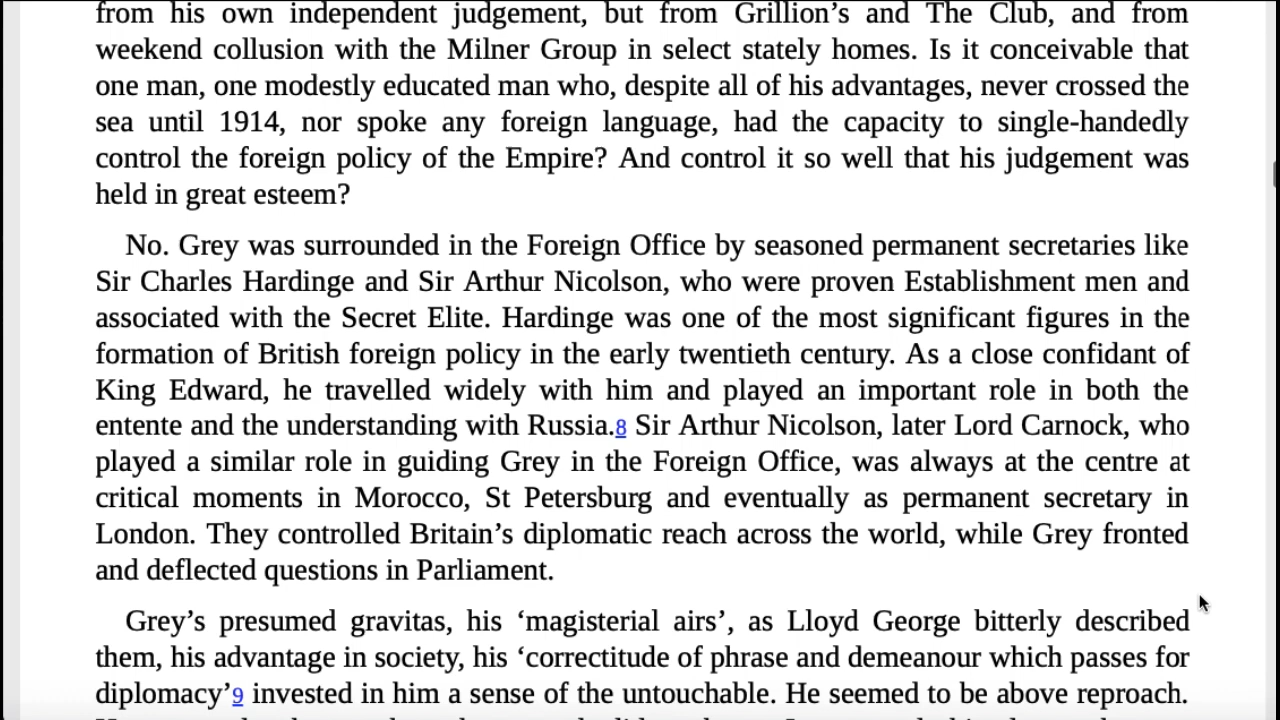 from his own independent judgement, but from Grillion’s and The Club, and from
weekend collusion with the Milner Group in select stately homes. Is it conceivable that
one man, one modestly educated man who, despite all of his advantages, never crossed the
sea until 1914, nor spoke any foreign language, had the capacity to single-handedly
control the foreign policy of the Empire? And control it so well that his judgement was
held in great esteem?
No. Grey was surrounded in the Foreign Office by seasoned permanent secretaries like
Sir Charles Hardinge and Sir Arthur Nicolson, who were proven Establishment men and
associated with the Secret Elite. Hardinge was one of the most significant figures in the
formation of British foreign policy in the early twentieth century. As a close confidant of
King Edward, he travelled widely with him and played an important role in both the
entente and the understanding with Russia.8 Sir Arthur Nicolson, later Lord Carnock, who
played a similar role in guiding Grey in the Foreign Office, was always at the centre at
critical moments in Morocco, St Petersburg and eventually as permanent secretary in
London. They controlled Britain’s diplomatic reach across the world, while Grey fronted
and deflected questions in Parliament.
Grey’s presumed gravitas, his ‘magisterial airs’, as Lloyd George bitterly described
them, his advantage in society, his ‘correctitude of phrase and demeanour which passes for
diplomacy’9 invested in him a sense of the untouchable. He seemed to be above reproach.